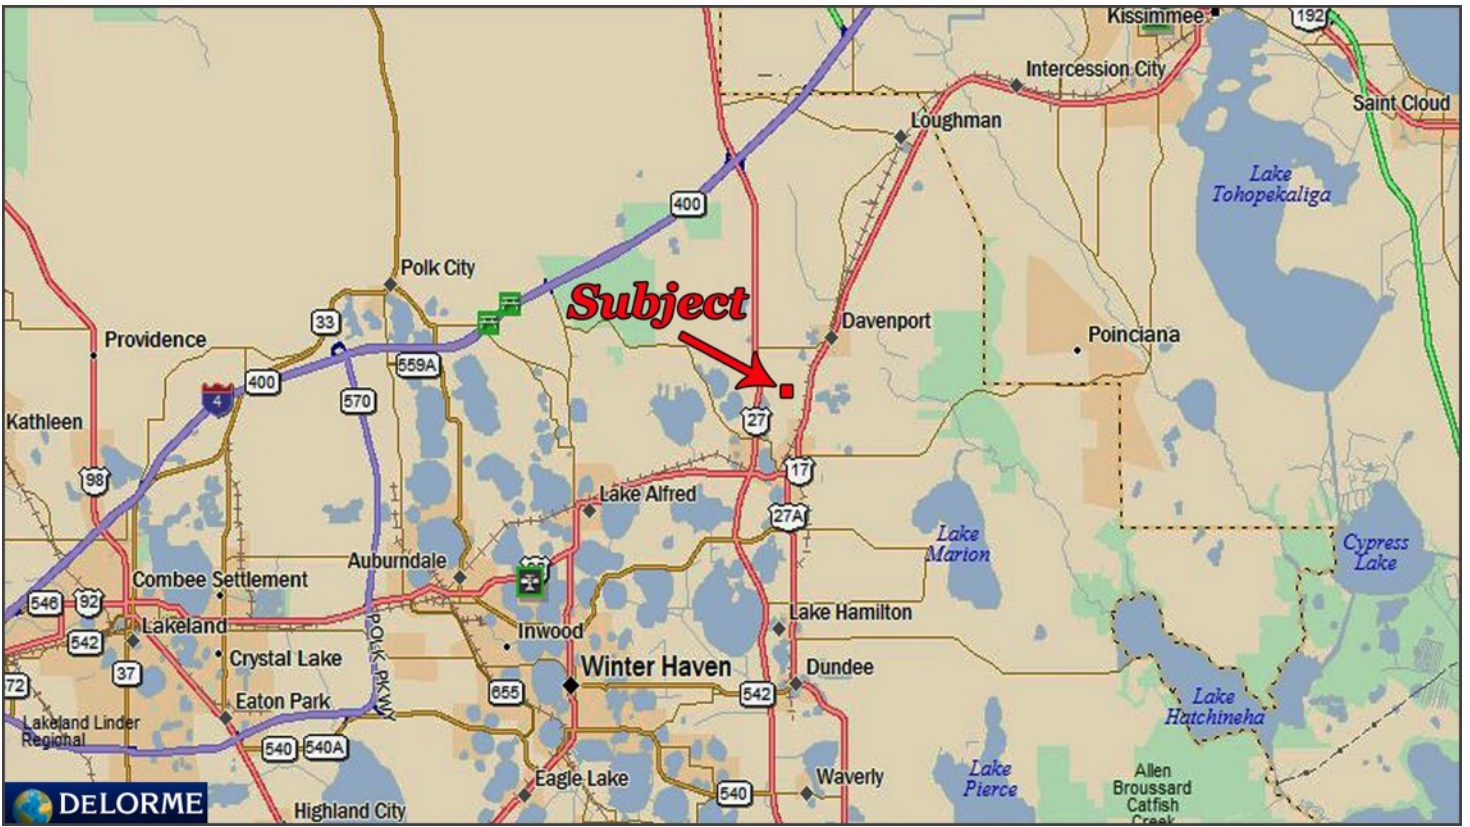 Kissimmee
192
Intercession City
Saint Cloud
Loughman
Lake
Tohopekaliga
400
Polk City
Subject
33
Davenport
Providence
Poinciana
559A
400
4
570
27
Kathleen
17
98
Lake Alfred
27A
Lake
Marion
Cypress
Lake
Auburndale
Combee Settlement
546
92
Lake Hamilton
Lakeland
Inwood
542
POLK PKWY
Crystal Lake
Winter Haven
Dundee
37
72
655
542
Eaton Park
Lake
Hatchineha
Lakeland Linder
Regional
540
540A
Eagle Lake
Waverly
Lake
Pierce
Allen
Broussard
Catfish
Creek
540
DELORME
Highland City